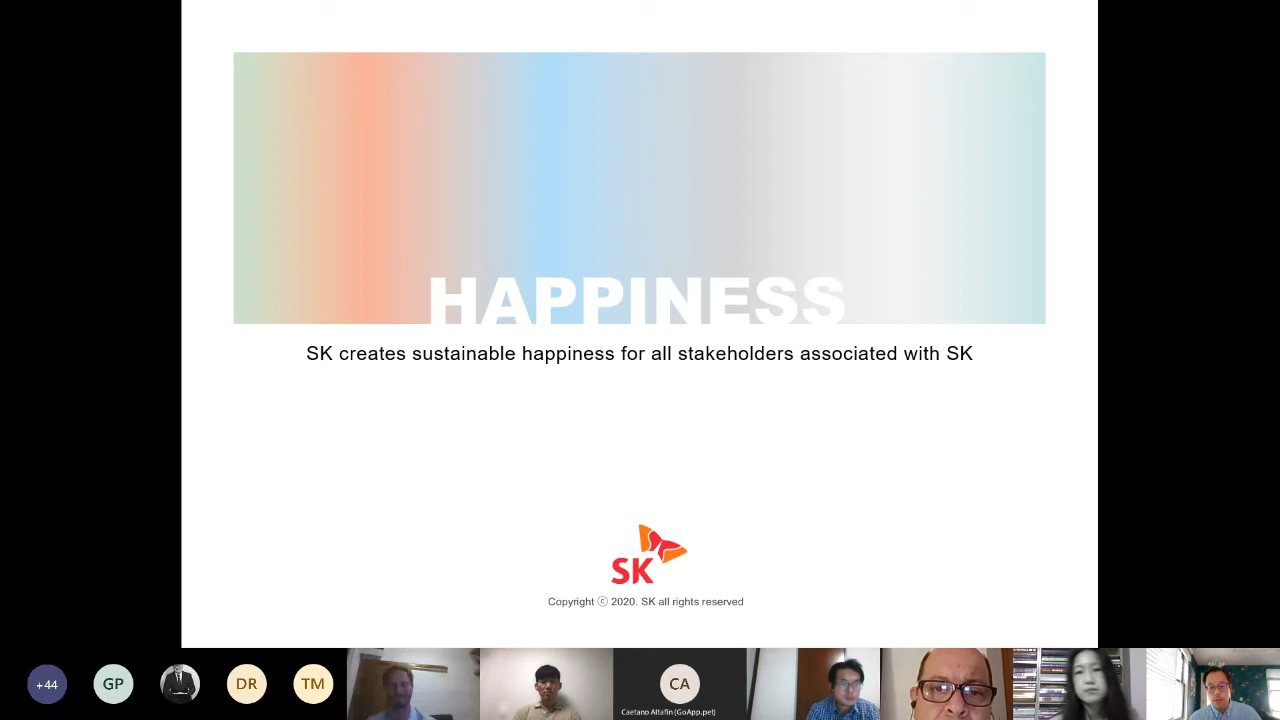 HAPPINESS
SK creates sustainable happiness for all stakeholders associated with SK
SK
Copyright ⓒ 2020. SK all rights reserved
+44
GP
DR
TM
CA
Caetano Altafin (GoApp.pet)